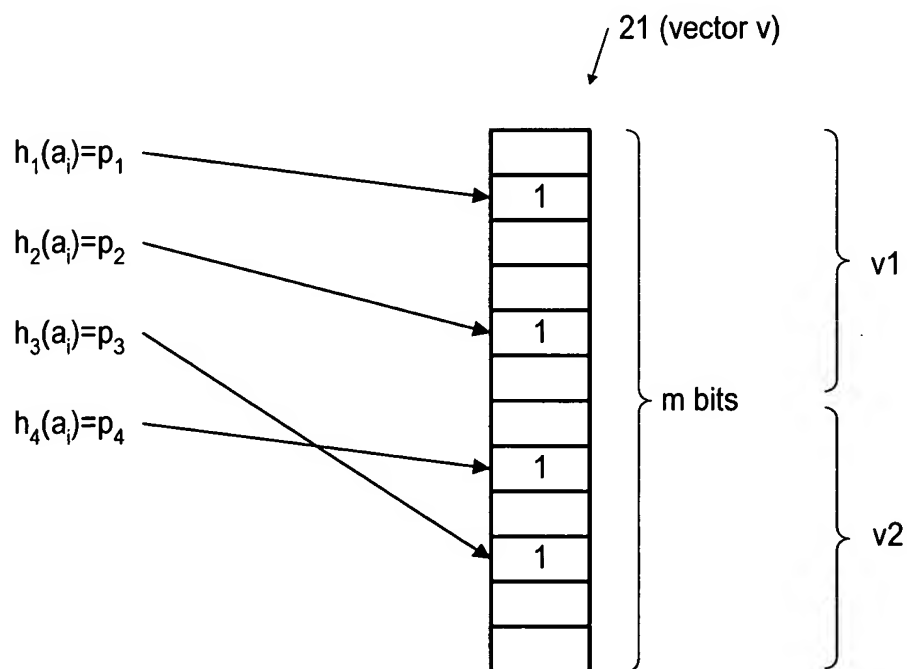 21 (vector v)
h₁(aᵢ)=p₁
1
h₂(aᵢ)=p₂
v1
1
h₃(aᵢ)=p₃
m bits
h₄(aᵢ)=p₄
1
v2
1